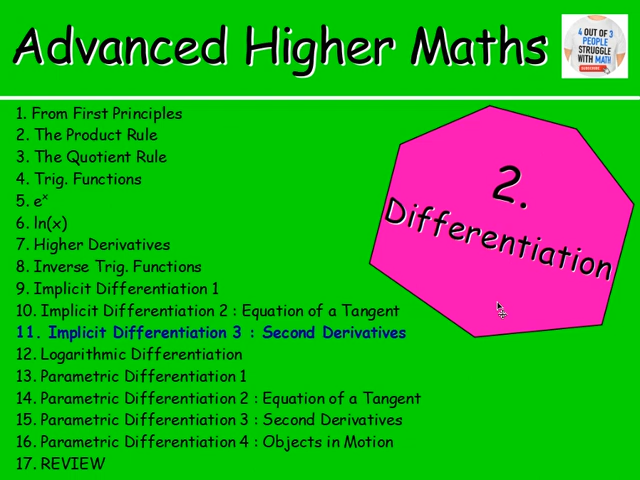 Advanced Higher Maths
4 OUT OF 3
PEOPLE
STRUGGLE
WITH MATH
1. From First Principles
2. The Product Rule
3. The Quotient Rule
4. Trig. Functions
5. eˣ
6. ln(x)
7. Higher Derivatives
8. Inverse Trig. Functions
9. Implicit Differentiation 1
10. Implicit Differentiation 2 : Equation of a Tangent
11. Implicit Differentiation 3 : Second Derivatives
12. Logarithmic Differentiation
13. Parametric Differentiation 1
14. Parametric Differentiation 2 : Equation of a Tangent
15. Parametric Differentiation 3 : Second Derivatives
16. Parametric Differentiation 4 : Objects in Motion
17. REVIEW
2.
Differentiation